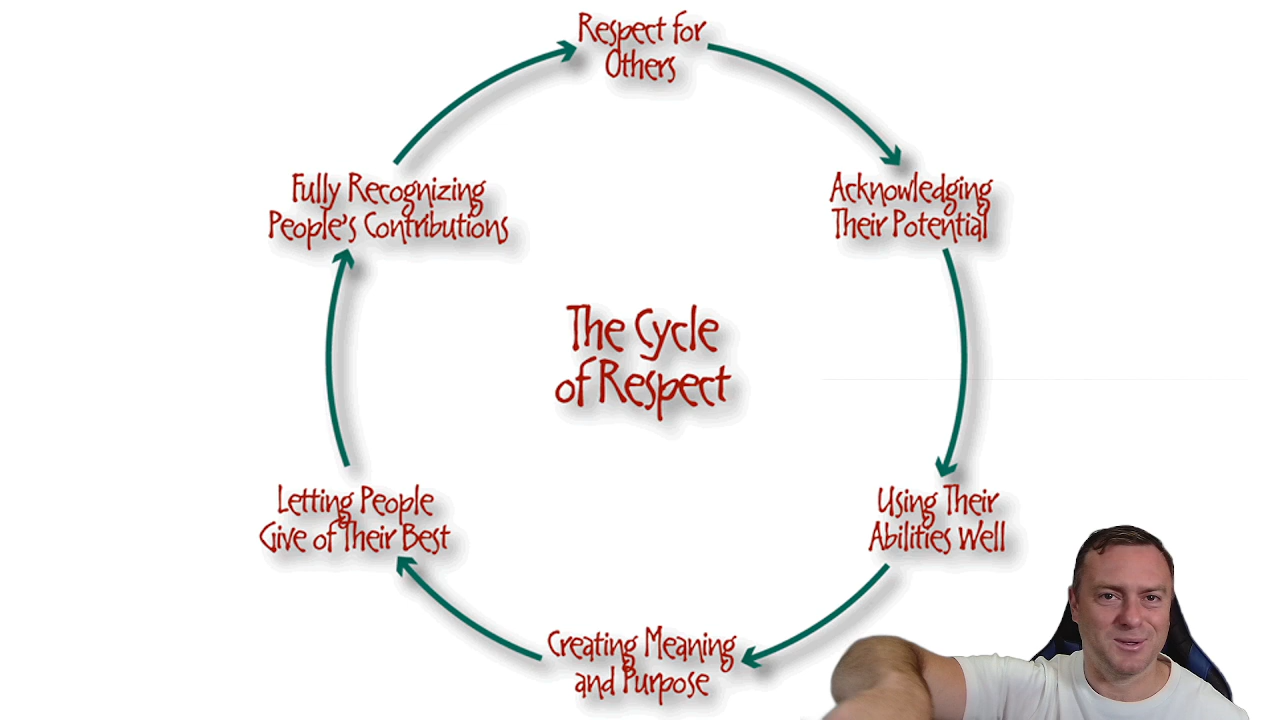 Respect for
Others
Acknowledging
Their Potential
Using Their
Abilities Well
Creating Meaning
and Purpose
Letting People
Give of Their Best
Fully Recognizing
People's Contributions
The Cycle
of Respect